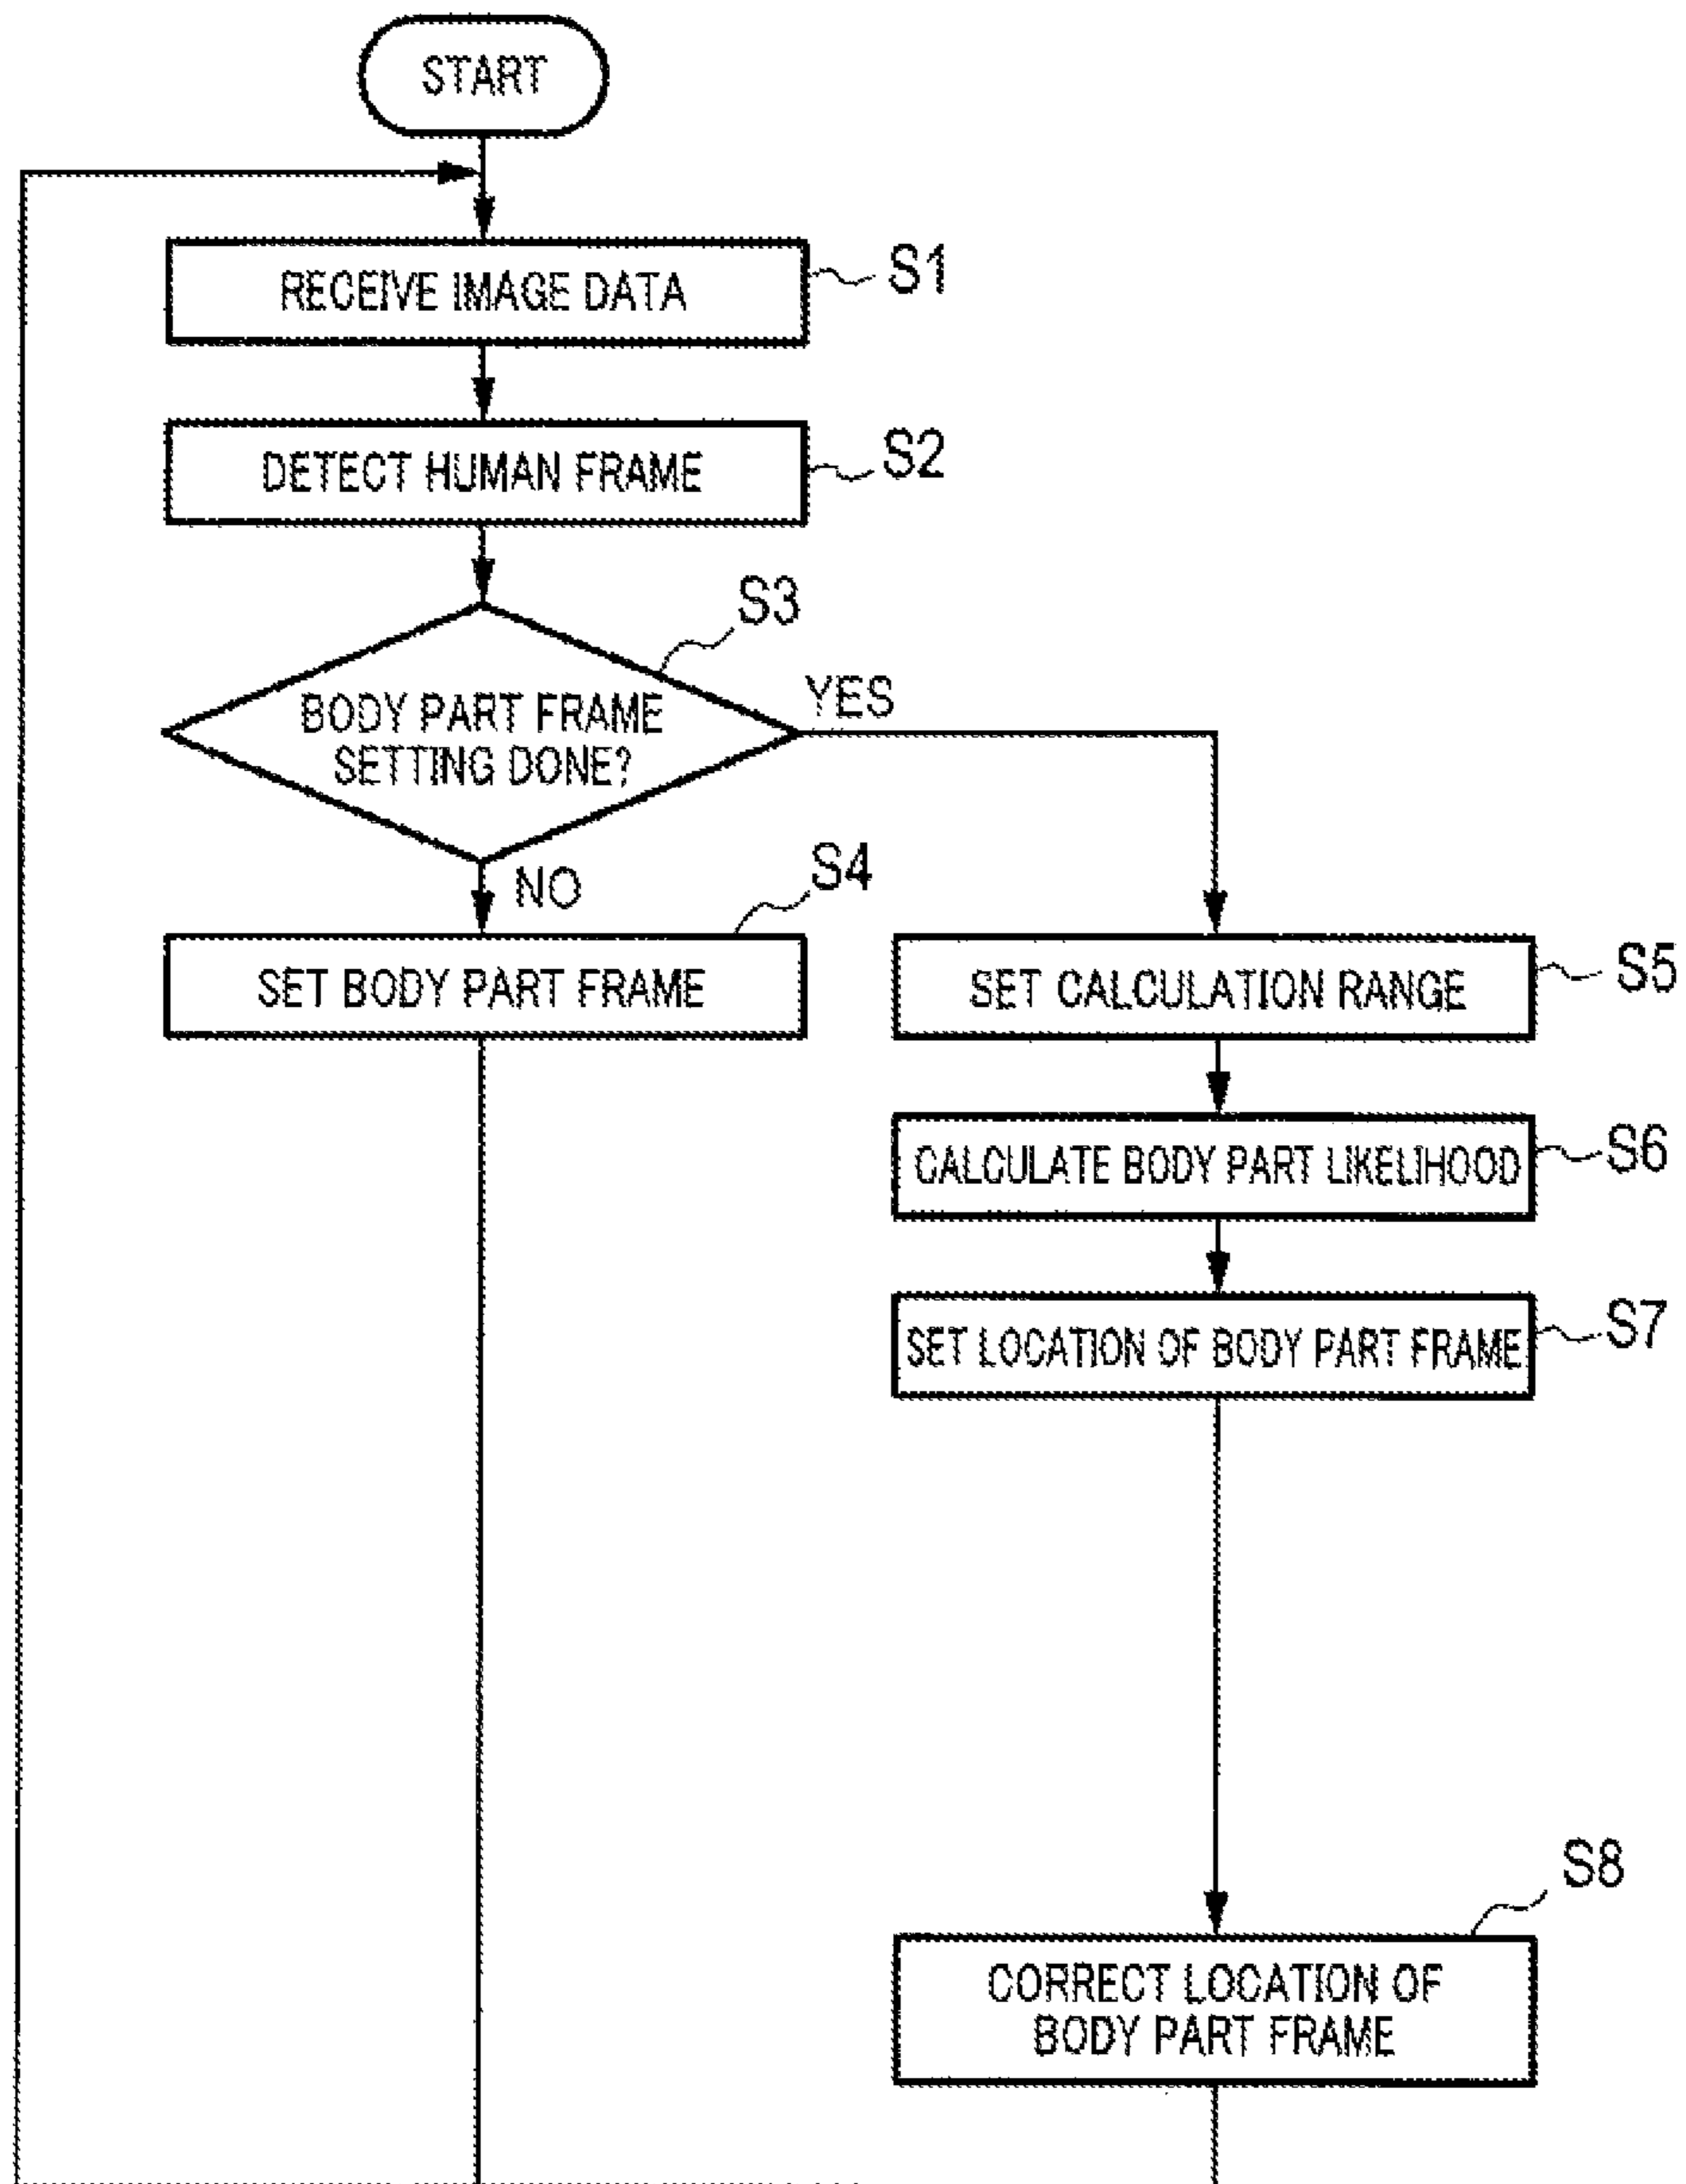 START
RECEIVE IMAGE DATA
S1
DETECT HUMAN FRAME
S2
S3
BODY PART FRAME
SETTING DONE?
YES
NO
S4
SET BODY PART FRAME
SET CALCULATION RANGE
S5
CALCULATE BODY PART LIKELIHOOD
S6
SET LOCATION OF BODY PART FRAME
S7
S8
CORRECT LOCATION OF
BODY PART FRAME